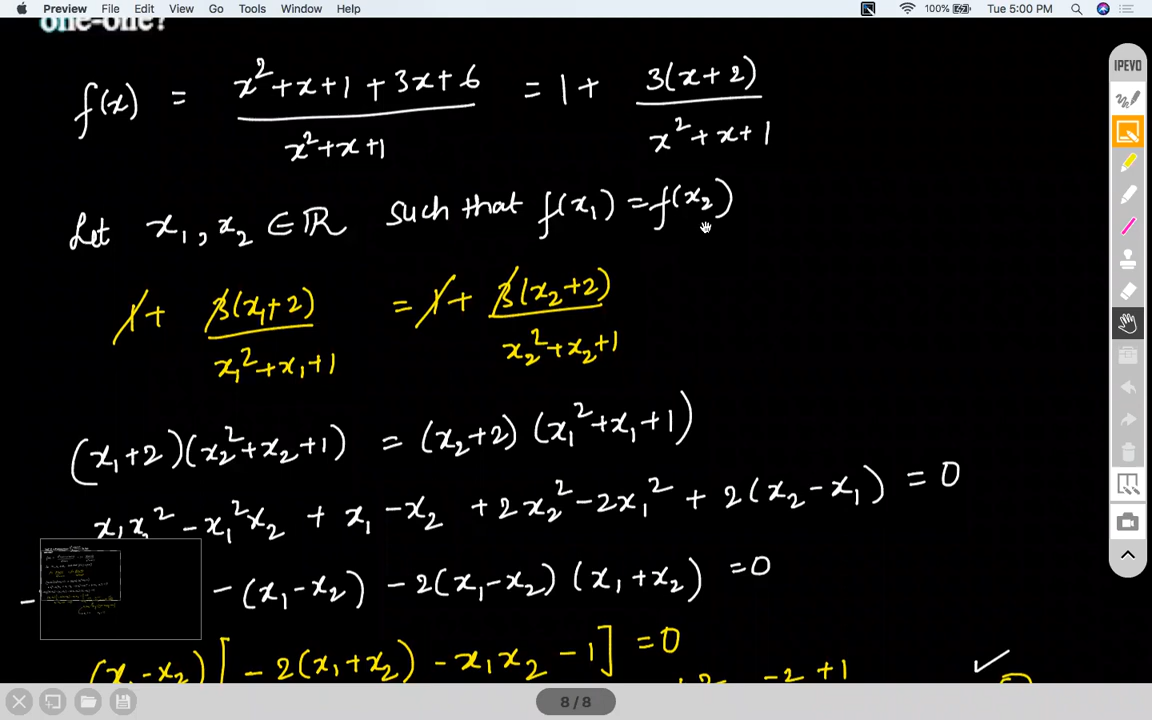 Preview File Edit View Go Tools Window Help 100% Tue 5:00 PM
one-one?
f(x) = (x²+x+1+3x+6)/(x²+x+1) = 1+ 3(x+2)/(x²+x+1)
Let x₁, x₂ ∈ ℝ such that f(x₁) = f(x₂)
1+ 3(x₁+2)/(x₁²+x₁+1) = 1+ 3(x₂+2)/(x₂²+x₂+1)
(x₁+2)(x₂²+x₂+1) = (x₂+2)(x₁²+x₁+1)
x₁x₂² - x₁²x₂ + x₁ - x₂ + 2x₂² - 2x₁² + 2(x₂ - x₁) = 0
- (x₁-x₂) - 2(x₁-x₂)(x₁+x₂) = 0
(x₁-x₂)[ - 2(x₁+x₂) - x₁x₂ - 1] = 0
-2+1
IPEVO
8 / 8